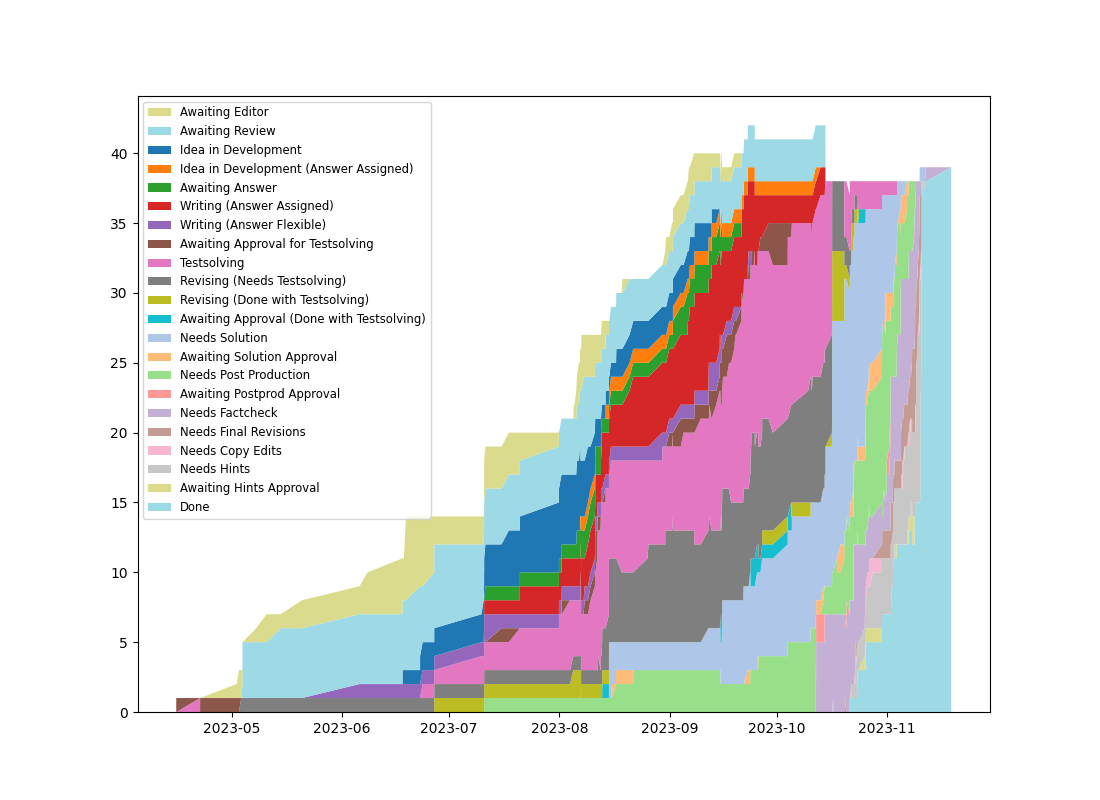 Awaiting Editor
Awaiting Review
Idea in Development
Idea in Development (Answer Assigned)
Awaiting Answer
Writing (Answer Assigned)
Writing (Answer Flexible)
Awaiting Approval for Testsolving
Testsolving
Revising (Needs Testsolving)
Revising (Done with Testsolving)
Awaiting Approval (Done with Testsolving)
Needs Solution
Awaiting Solution Approval
Needs Post Production
Awaiting Postprod Approval
Needs Factcheck
Needs Final Revisions
Needs Copy Edits
Needs Hints
Awaiting Hints Approval
Done
40
35
30
25
20
15
10
5
0
2023-05 2023-06 2023-07 2023-08 2023-09 2023-10 2023-11